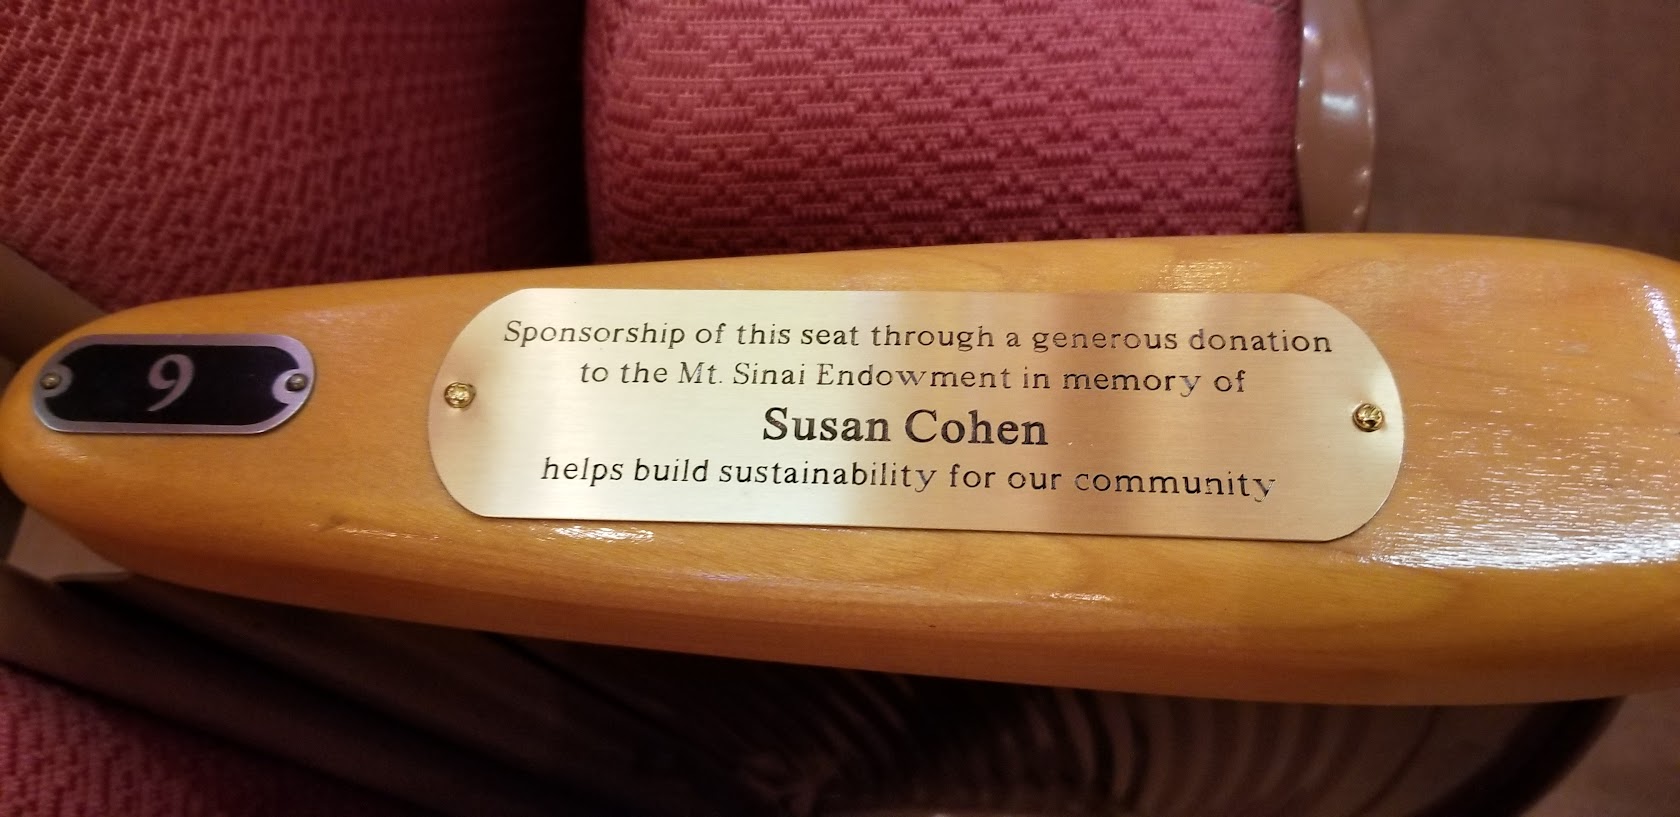 9
Sponsorship of this seat through a generous donation
to the Mt. Sinai Endowment in memory of
Susan Cohen
helps build sustainability for our community